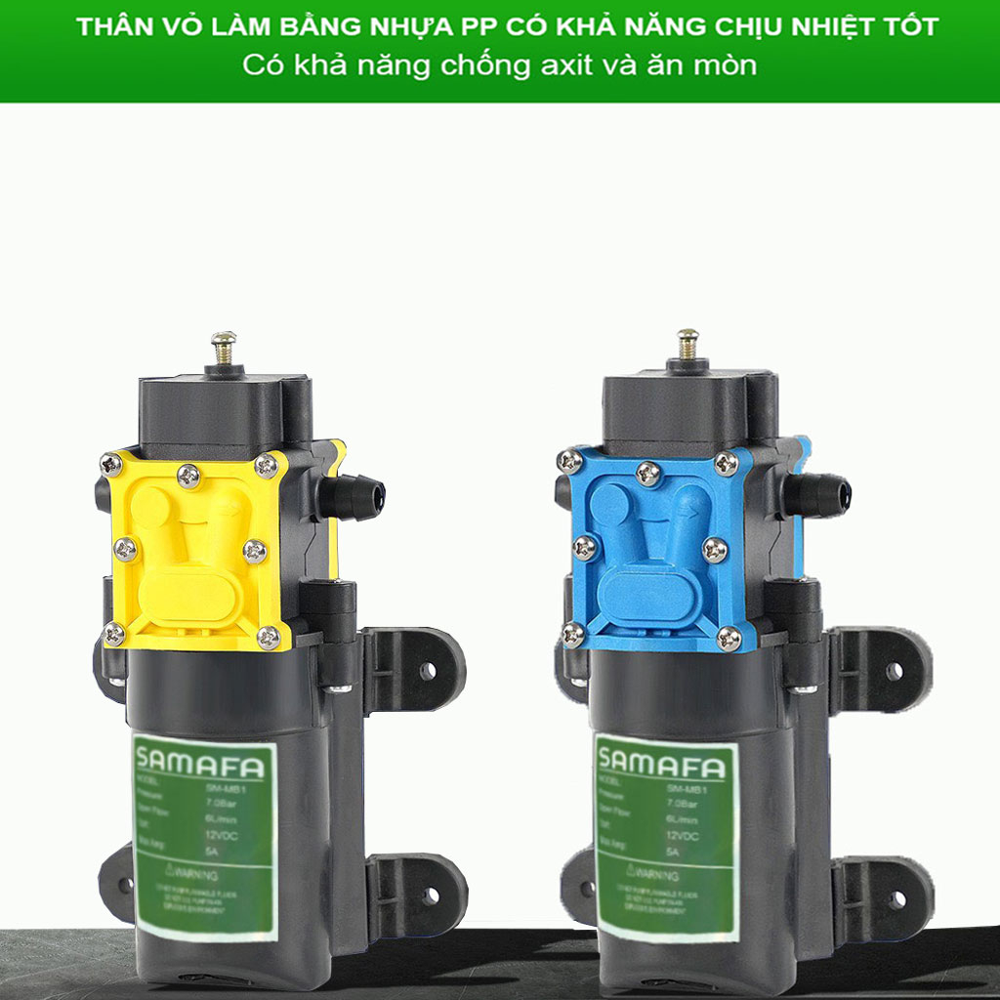 THÂN VỎ LÀM BẰNG NHỰA PP CÓ KHẢ NĂNG CHỊU NHIỆT TỐT
Có khả năng chống axit và ăn mòn
SAMAFA
MODEL: SM-MB1
Pressure: 7.0Bar
Open Flow: 6L/min
Volt: 12VDC
Max Amp: 5A
⚠WARNING
SAMAFA
MODEL: SM-MB1
Pressure: 7.0Bar
Open Flow: 6L/min
Volt: 12VDC
Max Amp: 5A
⚠WARNING